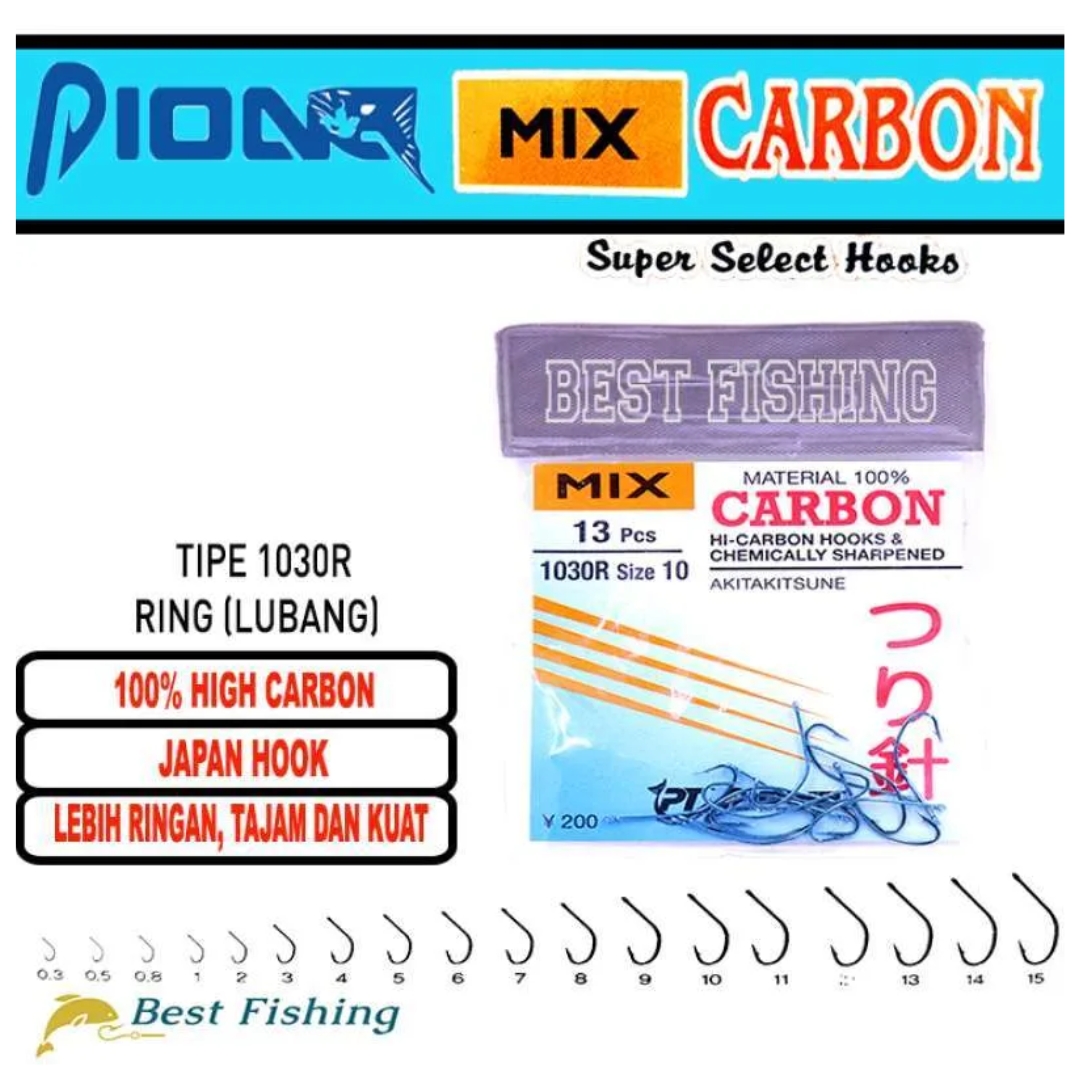 PIONEER MIX CARBON
Super Select Hooks
BEST FISHING
MIX
13 Pcs
1030R Size 10
MATERIAL 100%
CARBON
HI-CARBON HOOKS &
CHEMICALLY SHARPENED
AKITAKITSUNE
つり針
¥ 200
TIPE 1030R
RING (LUBANG)
100% HIGH CARBON
JAPAN HOOK
LEBIH RINGAN, TAJAM DAN KUAT
0.3 0.5 0.8 1 2 3 4 5 6 7 8 9 10 11 13 14 15
Best Fishing